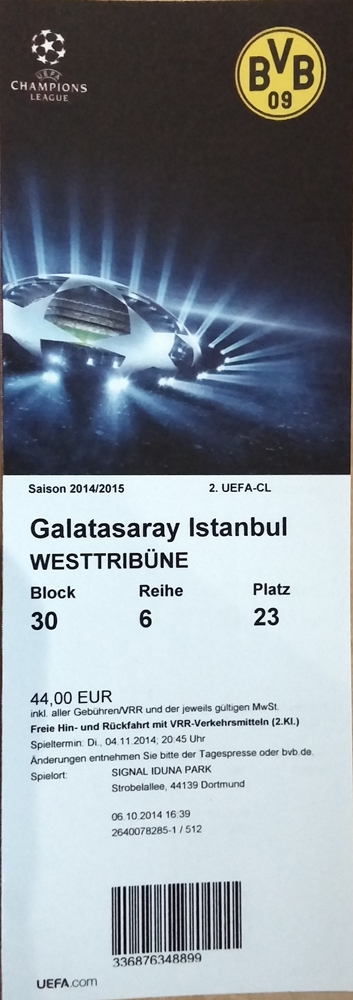 UEFA
CHAMPIONS
LEAGUE
BVB
09
Saison 2014/2015 2. UEFA-CL
Galatasaray Istanbul
WESTTRIBÜNE
Block Reihe Platz
30 6 23
44,00 EUR
inkl. aller Gebühren/VRR und der jeweils gültigen MwSt.
Freie Hin- und Rückfahrt mit VRR-Verkehrsmitteln (2.Kl.)
Spieltermin: Di., 04.11.2014, 20:45 Uhr
Änderungen entnehmen Sie bitte der Tagespresse oder bvb.de.
Spielort: SIGNAL IDUNA PARK
Strobelallee, 44139 Dortmund
06.10.2014 16:39
2640078285-1 / 512
336876348899
UEFA.com